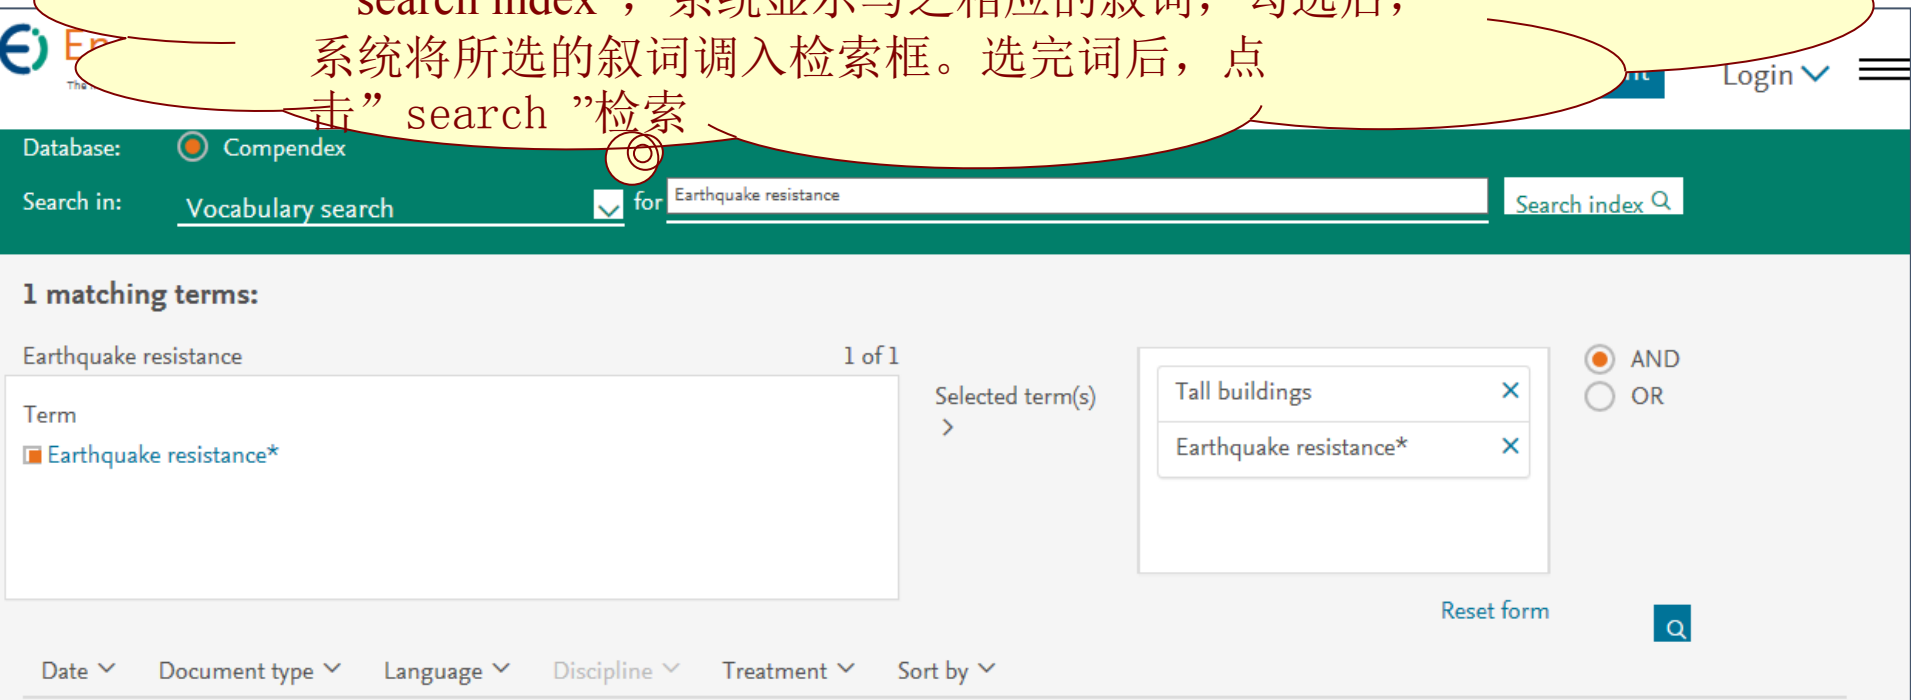 search index”，系统显示与之相应的叙词，勾选后，
系统将所选的叙词调入检索框。选完词后，点
击”search ”检索
En
The
nt
Login
Database:
Compendex
Search in:
Vocabulary search
for
Earthquake resistance
Search index
1 matching terms:
Earthquake resistance
1 of 1
Term
Earthquake resistance*
Selected term(s)
Tall buildings
Earthquake resistance*
AND
OR
Reset form
Date
Document type
Language
Discipline
Treatment
Sort by